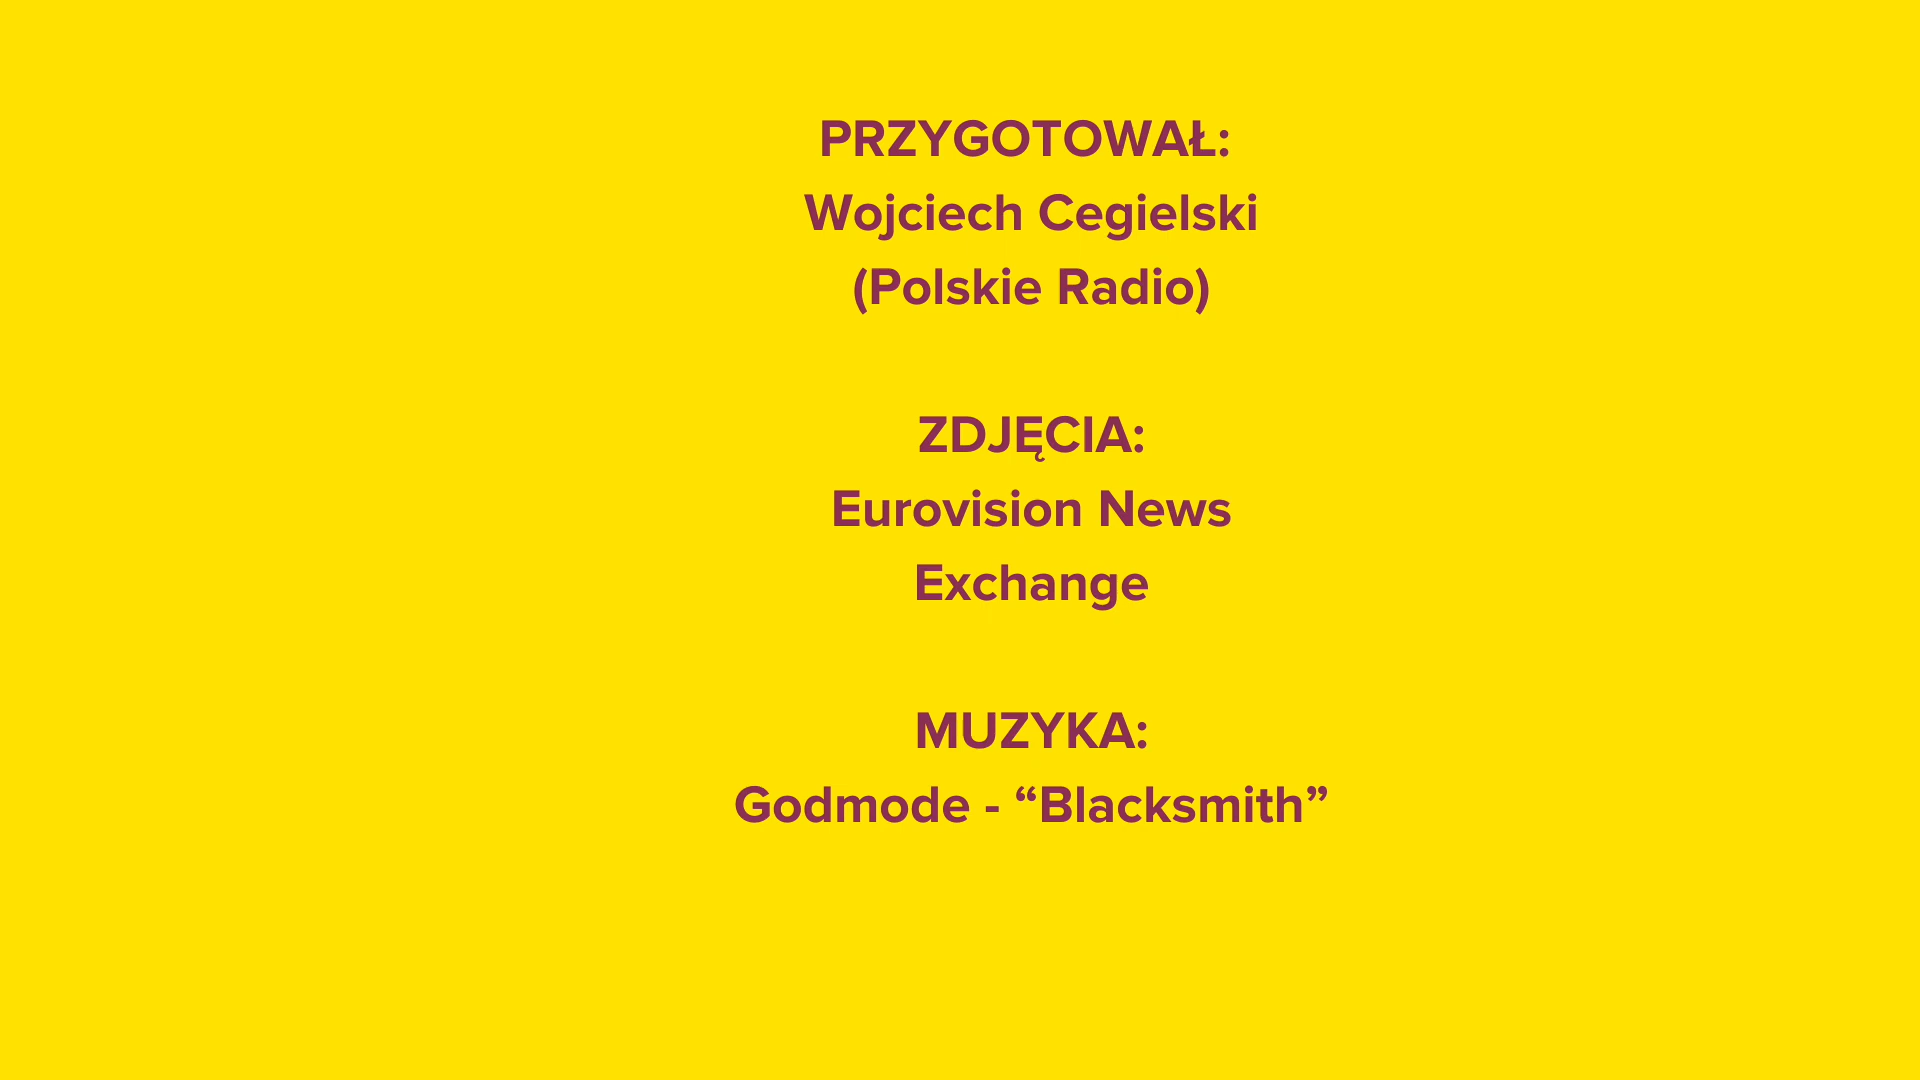 PRZYGOTOWAŁ:
Wojciech Cegielski
(Polskie Radio)
ZDJĘCIA:
Eurovision News
Exchange
MUZYKA:
Godmode - “Blacksmith”